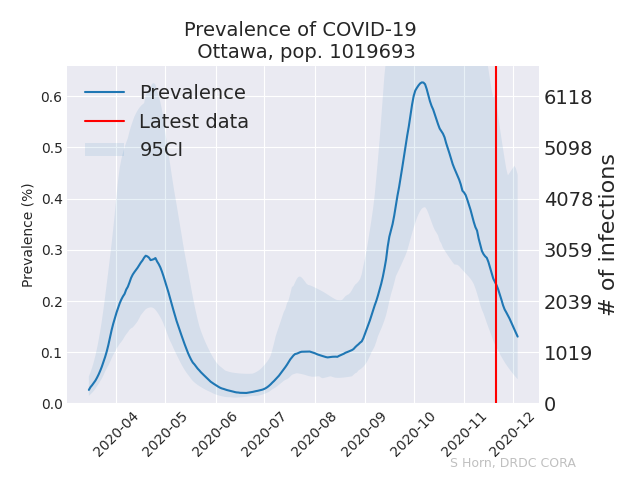 Prevalence of COVID-19
Ottawa, pop. 1019693
Prevalence
Latest data
95CI
Prevalence (%)
0.6
0.5
0.4
0.3
0.2
0.1
0.0
6118
5098
4078
3059
2039
1019
0
# of infections
2020-04
2020-05
2020-06
2020-07
2020-08
2020-09
2020-10
2020-11
2020-12
S Horn, DRDC CORA